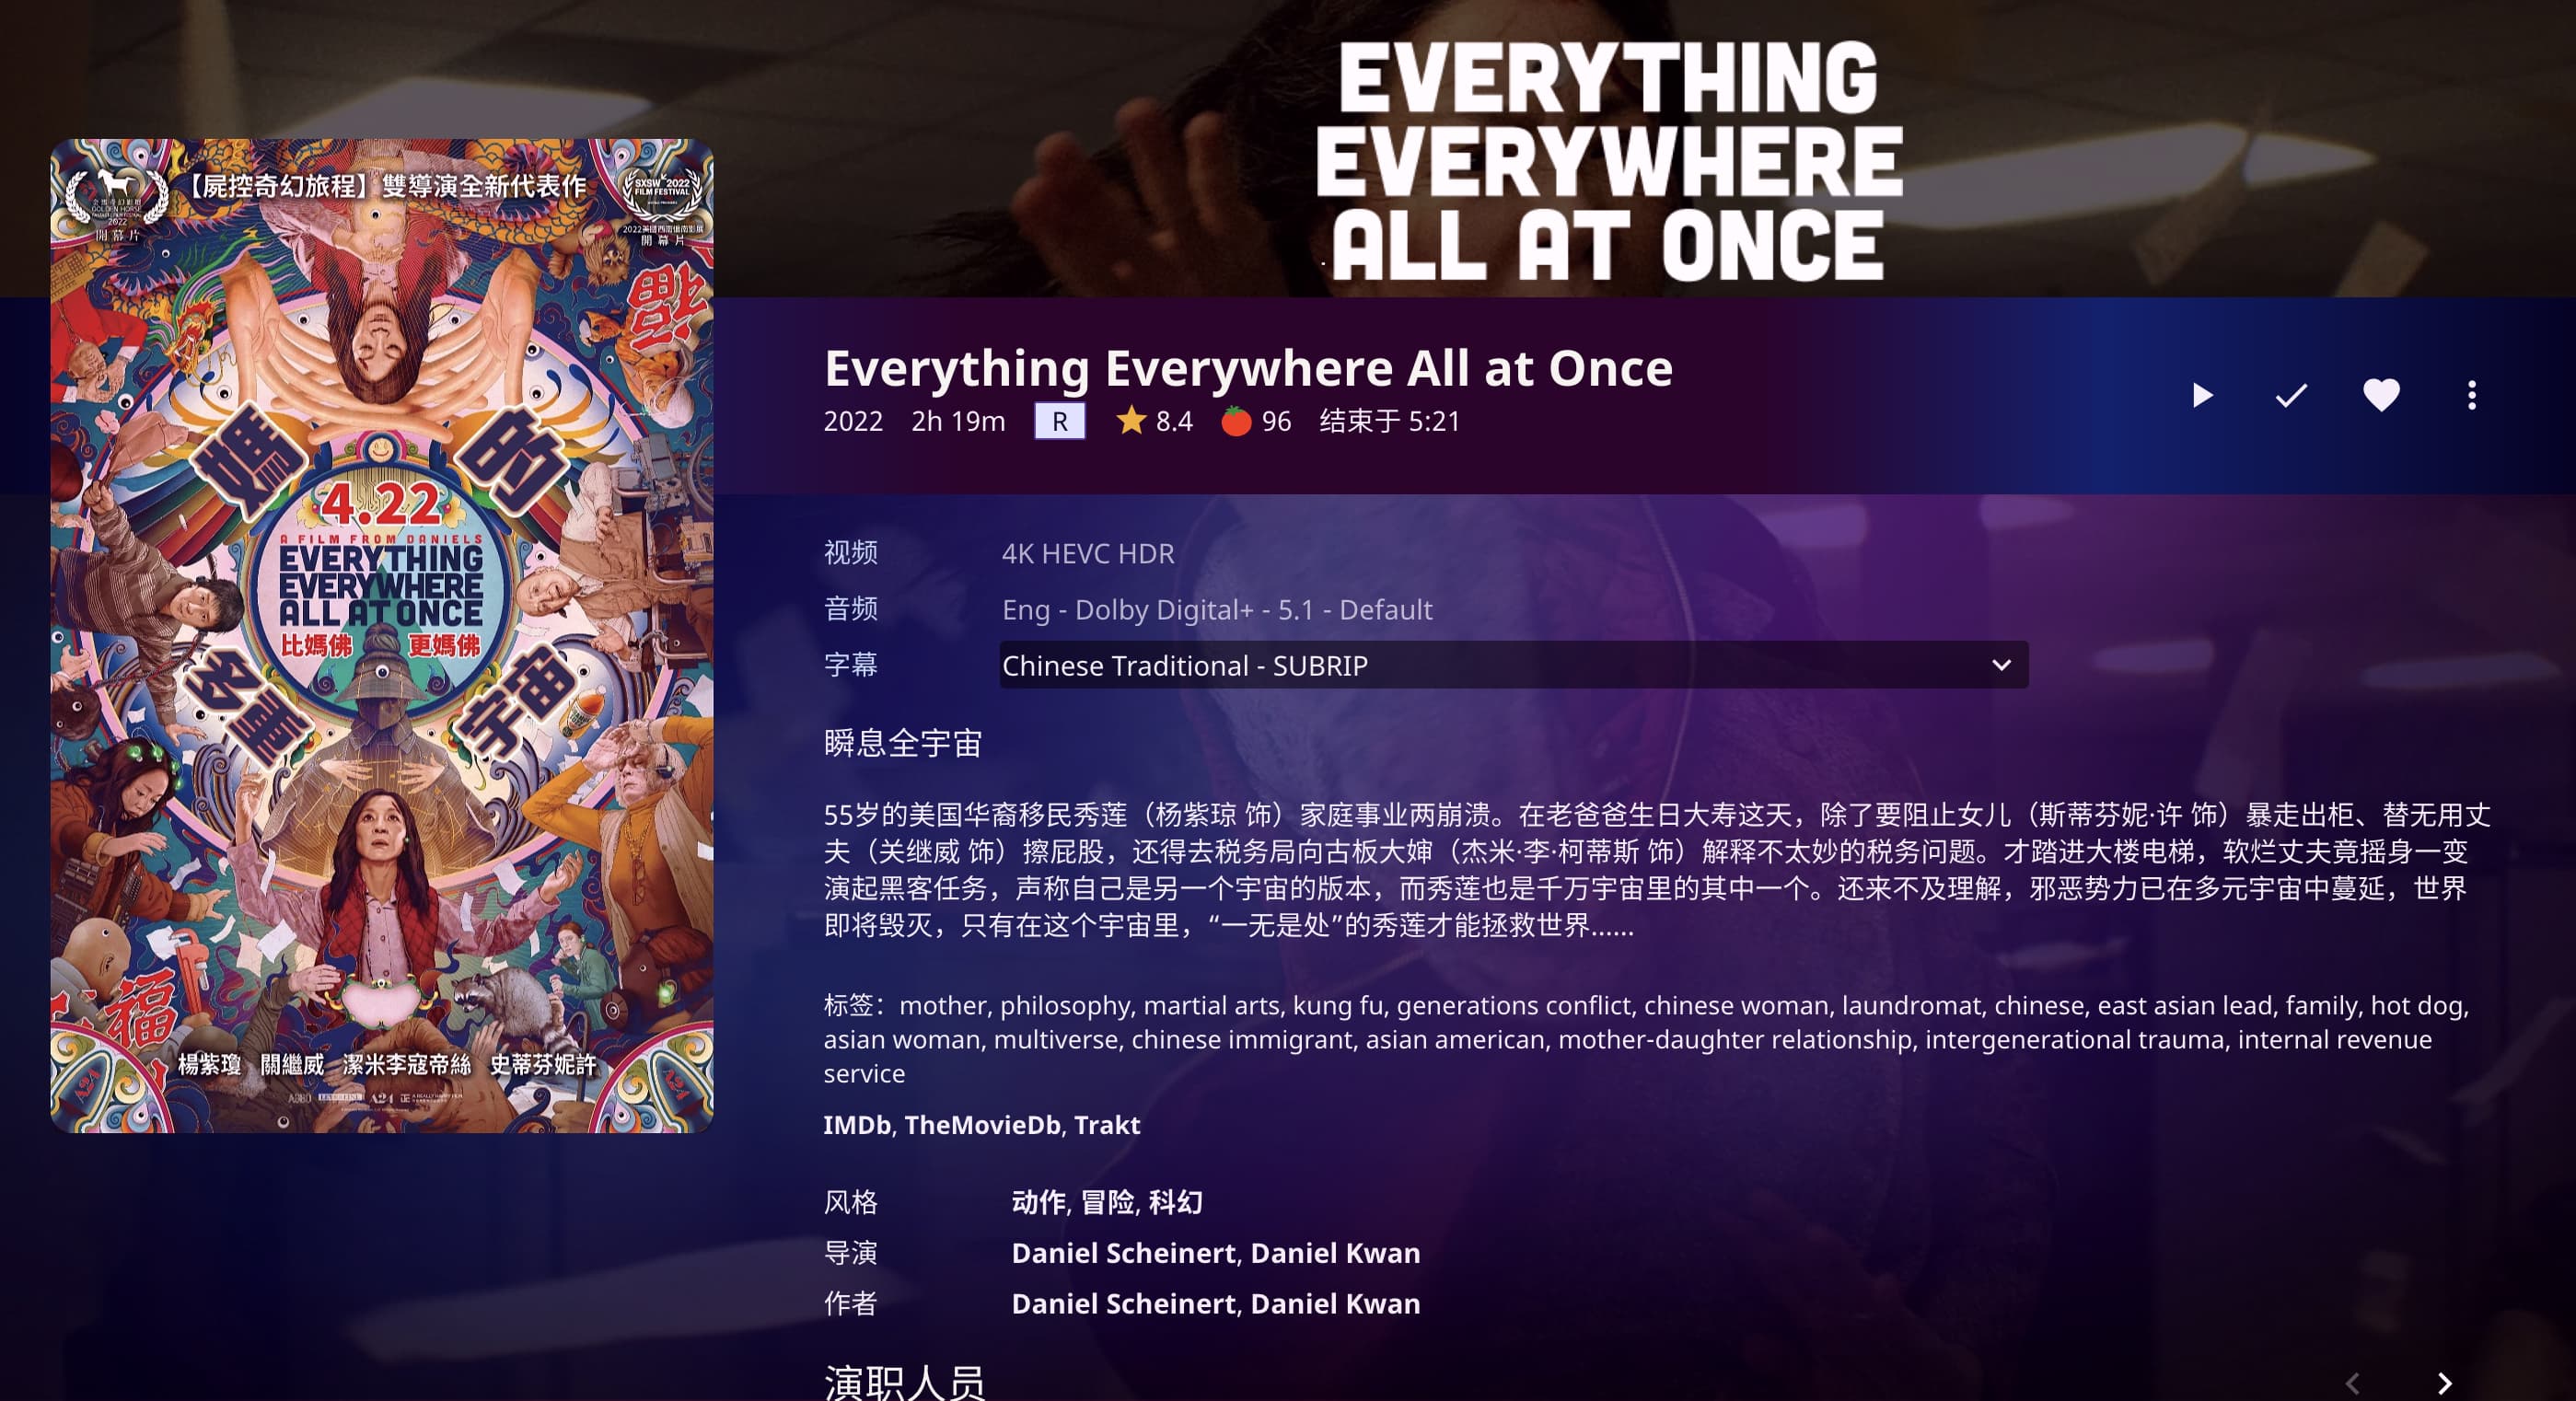 EVERYTHING
EVERYWHERE
ALL AT ONCE
【屍控奇幻旅程】雙導演全新代表作
GOLDEN HORSE
2022
開幕片
SXSW 2022
FILM FESTIVAL
開幕片
媽的
4.22
A FILM FROM DANIELS
EVERYTHING
EVERYWHERE
ALL AT ONCE
比媽佛 更媽佛
多重宇宙
福
楊紫瓊 關繼威 潔米李寇帝絲 史蒂芬妮許
A24
Everything Everywhere All at Once
2022 2h 19m R 8.4 96 结束于 5:21
视频 4K HEVC HDR
音频 Eng - Dolby Digital+ - 5.1 - Default
字幕 Chinese Traditional - SUBRIP
瞬息全宇宙
55岁的美国华裔移民秀莲（杨紫琼 饰）家庭事业两崩溃。在老爸爸生日大寿这天，除了要阻止女儿（斯蒂芬妮·许 饰）暴走出柜、替无用丈
夫（关继威 饰）擦屁股，还得去税务局向古板大婶（杰米·李·柯蒂斯 饰）解释不太妙的税务问题。才踏进大楼电梯，软烂丈夫竟摇身一变
演起黑客任务，声称自己是另一个宇宙的版本，而秀莲也是千万宇宙里的其中一个。还来不及理解，邪恶势力已在多元宇宙中蔓延，世界
即将毁灭，只有在这个宇宙里，“一无是处”的秀莲才能拯救世界......
标签：mother, philosophy, martial arts, kung fu, generations conflict, chinese woman, laundromat, chinese, east asian lead, family, hot dog,
asian woman, multiverse, chinese immigrant, asian american, mother-daughter relationship, intergenerational trauma, internal revenue
service
IMDb, TheMovieDb, Trakt
风格 动作, 冒险, 科幻
导演 Daniel Scheinert, Daniel Kwan
作者 Daniel Scheinert, Daniel Kwan
演职人员